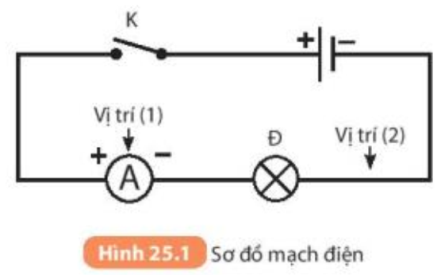 K
+ −
Vị trí (1)
Đ
Vị trí (2)
+ −
A
Hình 25.1 Sơ đồ mạch điện